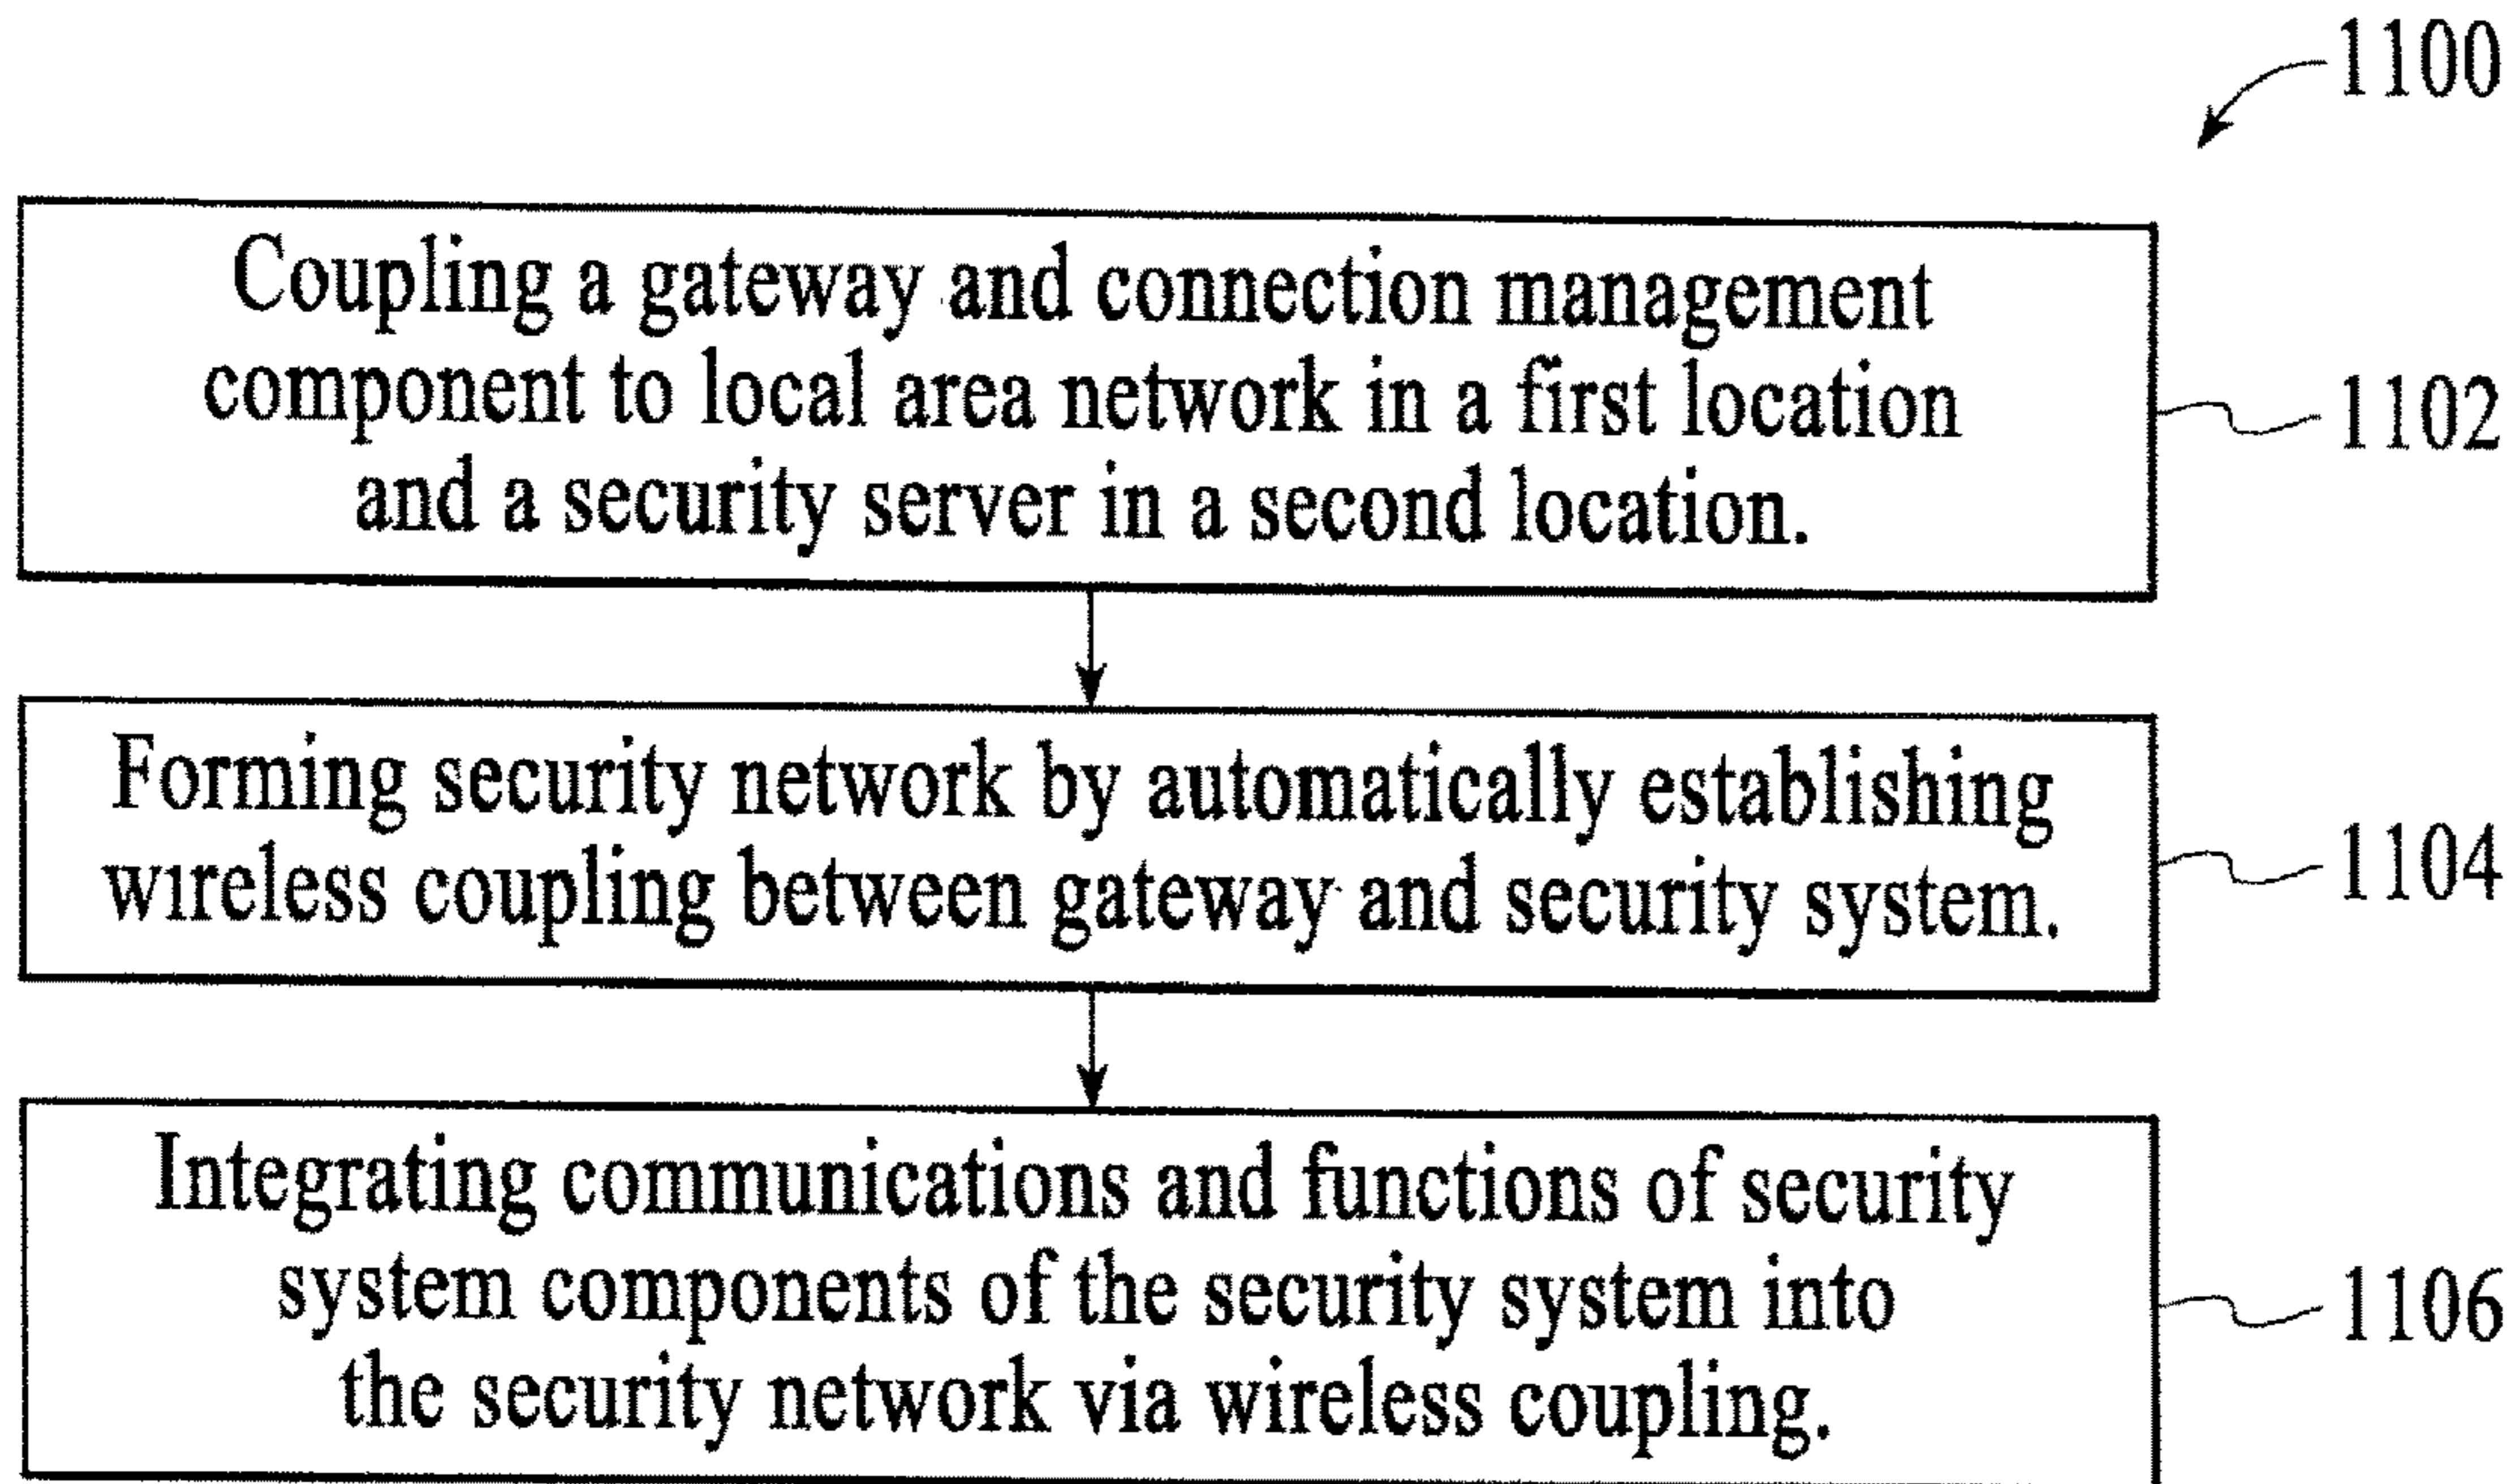 1100
Coupling a gateway and connection management
component to local area network in a first location
and a security server in a second location.
1102
Forming security network by automatically establishing
wireless coupling between gateway and security system.
1104
Integrating communications and functions of security
system components of the security system into
the security network via wireless coupling.
1106